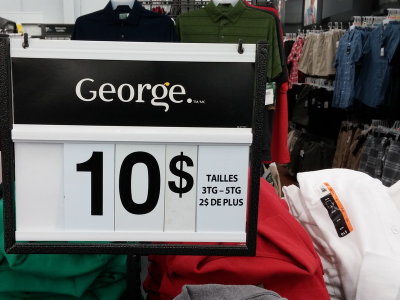 George.
10$
TAILLES
3TG – 5TG
2$ DE PLUS